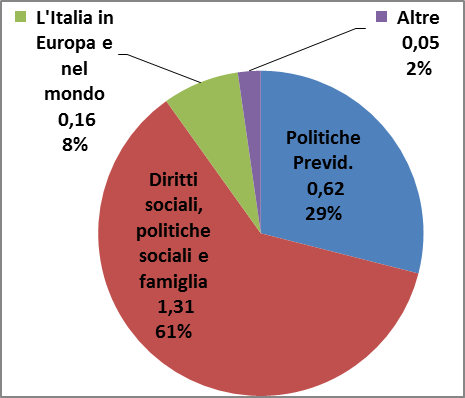 L'Italia in
Europa e
nel
mondo
0,16
8%
Altre
0,05
2%
Politiche
Previd.
0,62
29%
Diritti
sociali,
politiche
sociali e
famiglia
1,31
61%